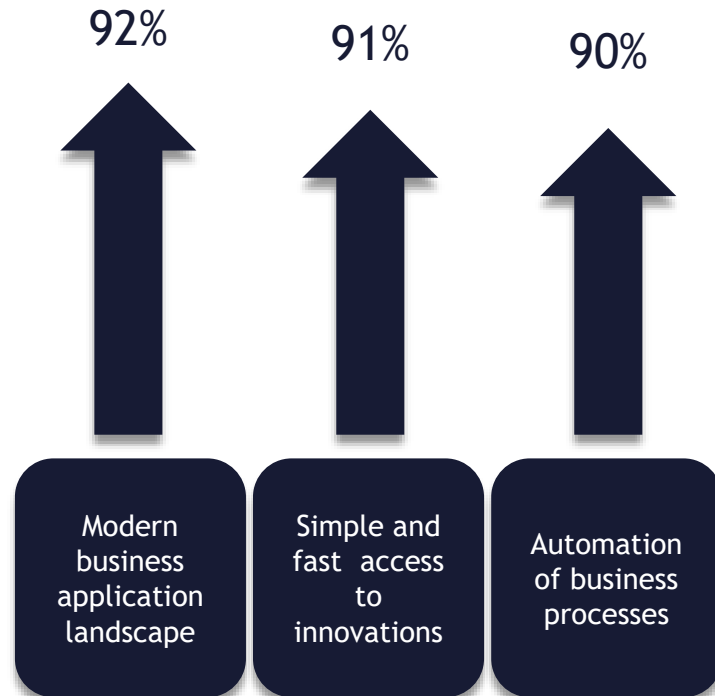 92%
91%
90%
Modern
business
application
landscape
Simple and
fast  access
to
innovations
Automation
of business
processes